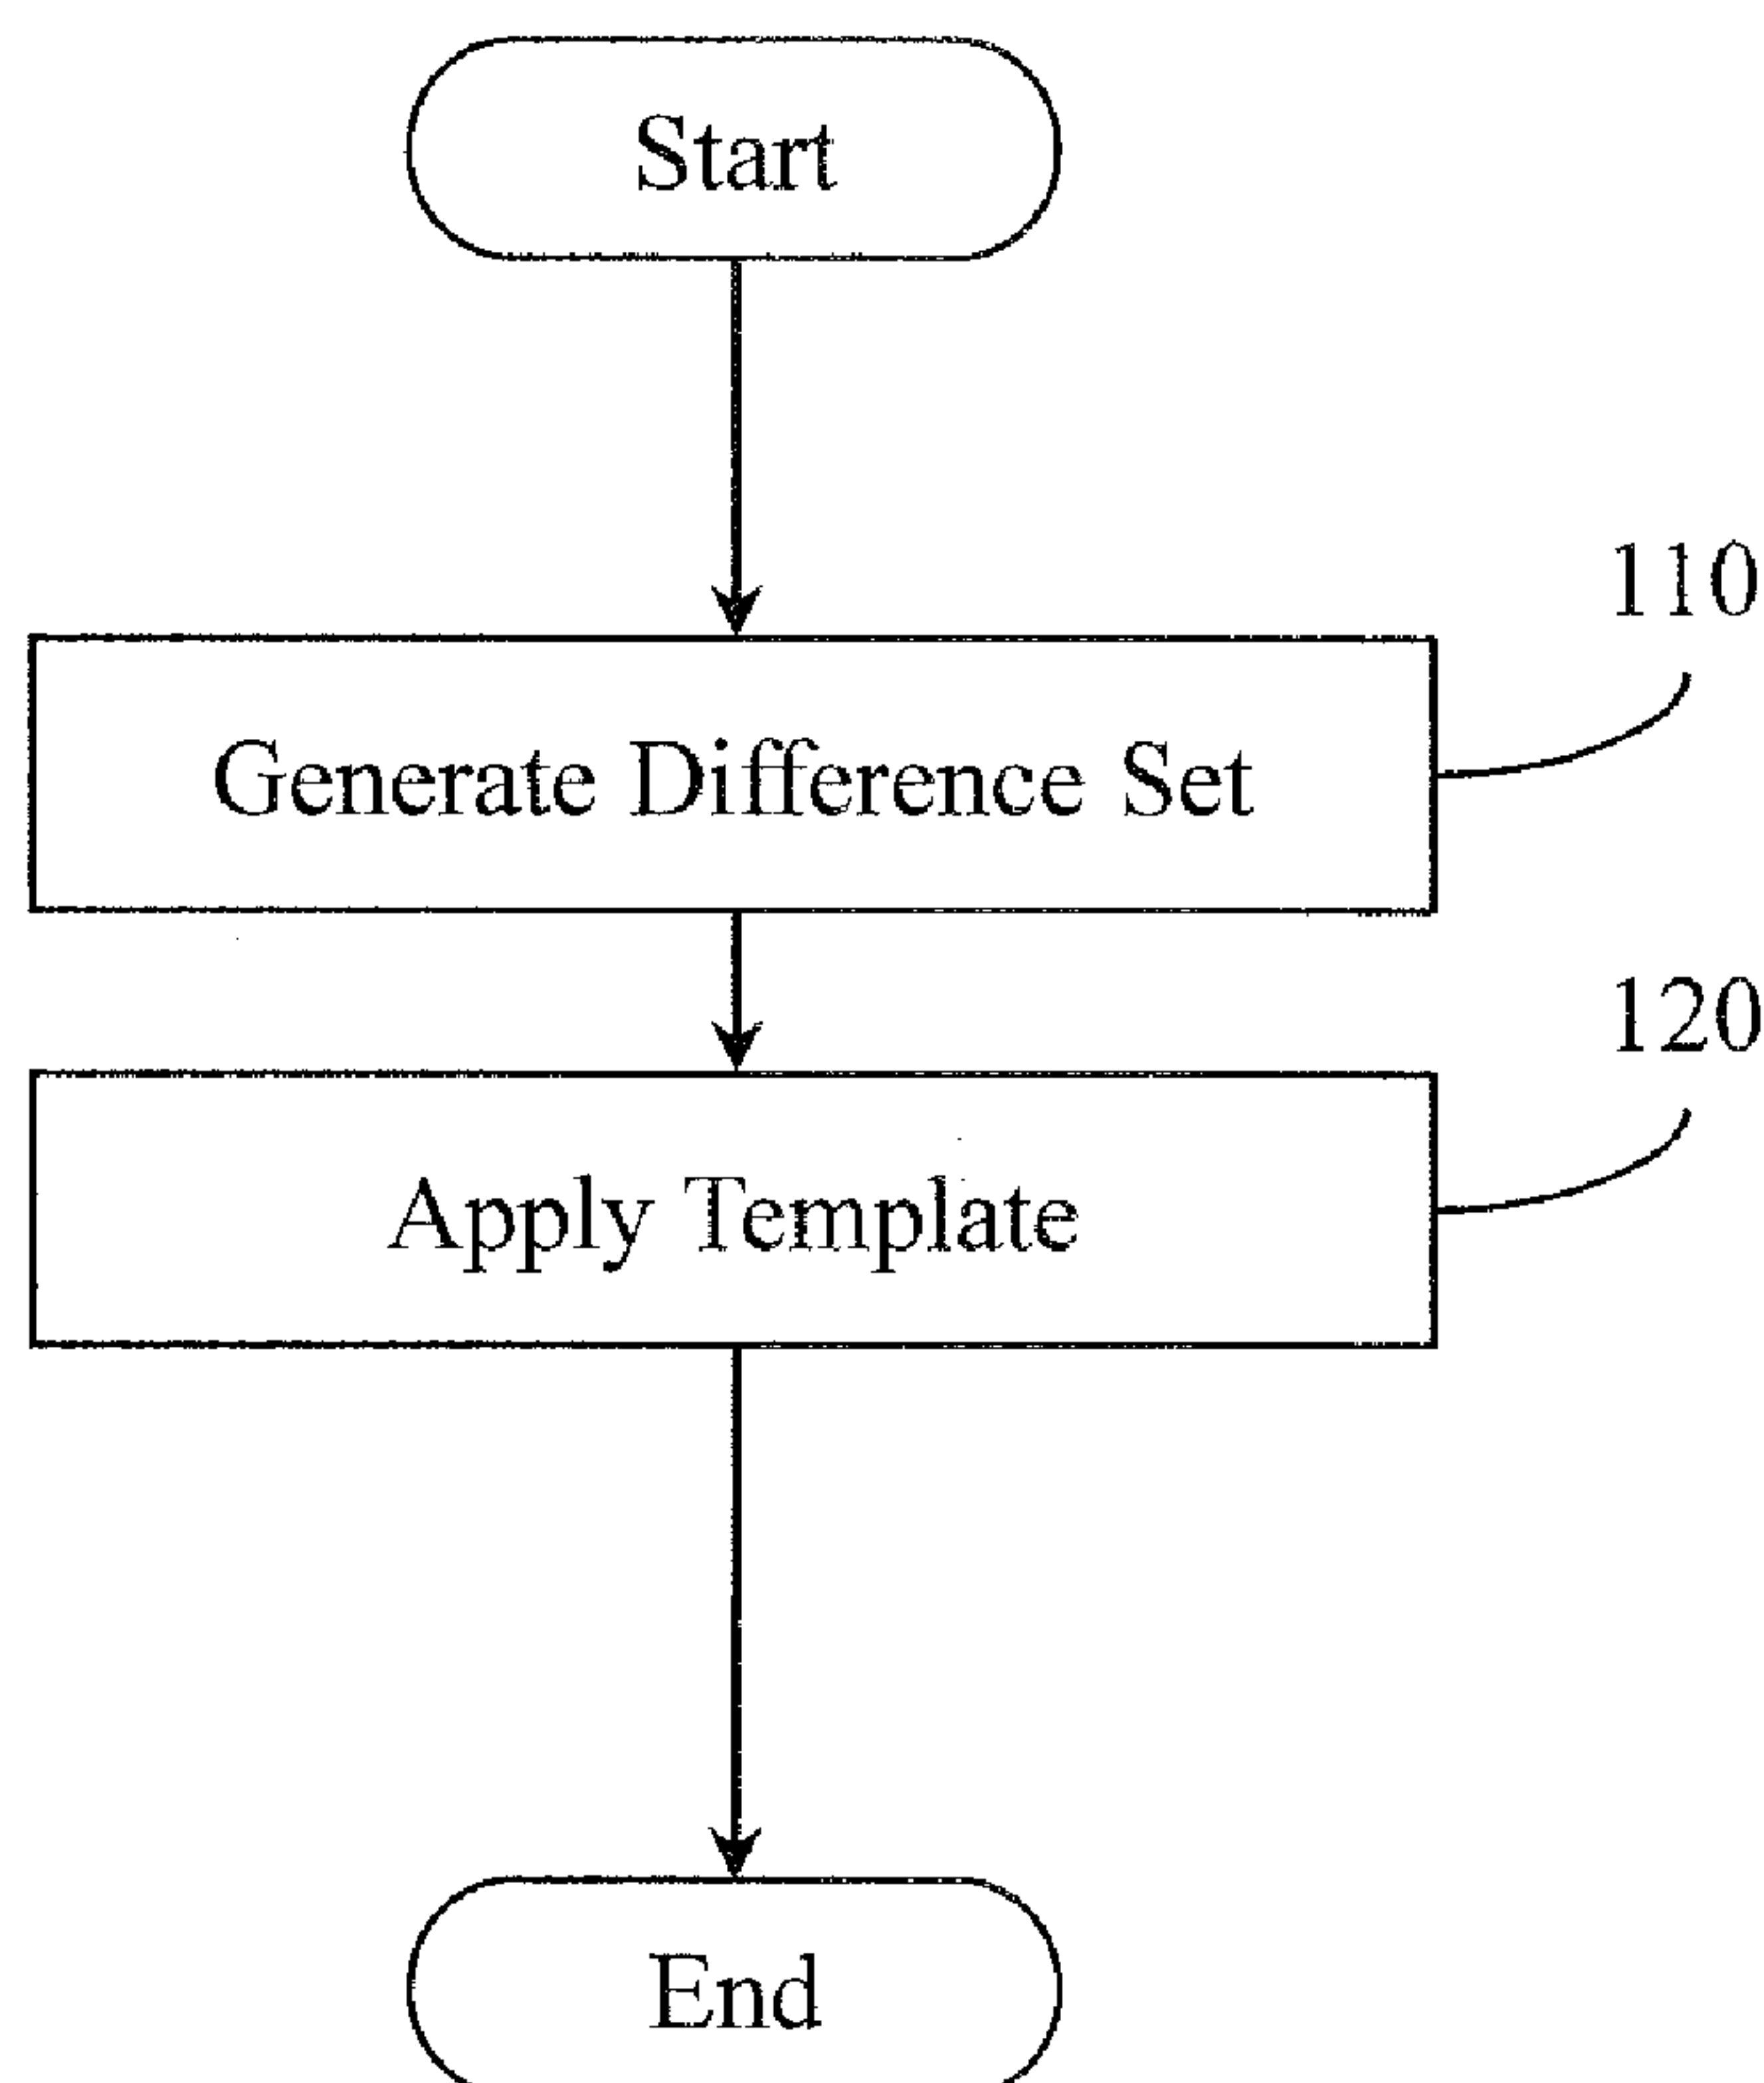 Start
110
Generate Difference Set
120
Apply Template
End